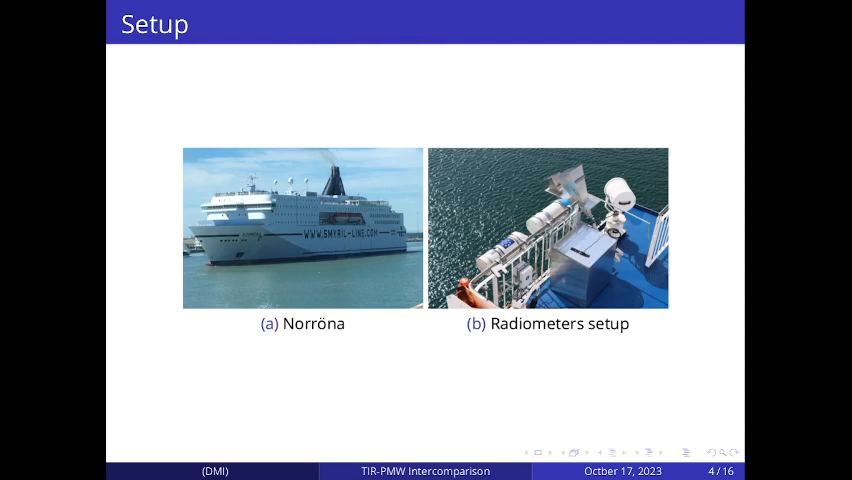 Setup
WWW.SMYRIL-LINE.COM
(a) Norröna
(b) Radiometers setup
(DMI)
TIR-PMW Intercomparison
Octber 17, 2023
4/16